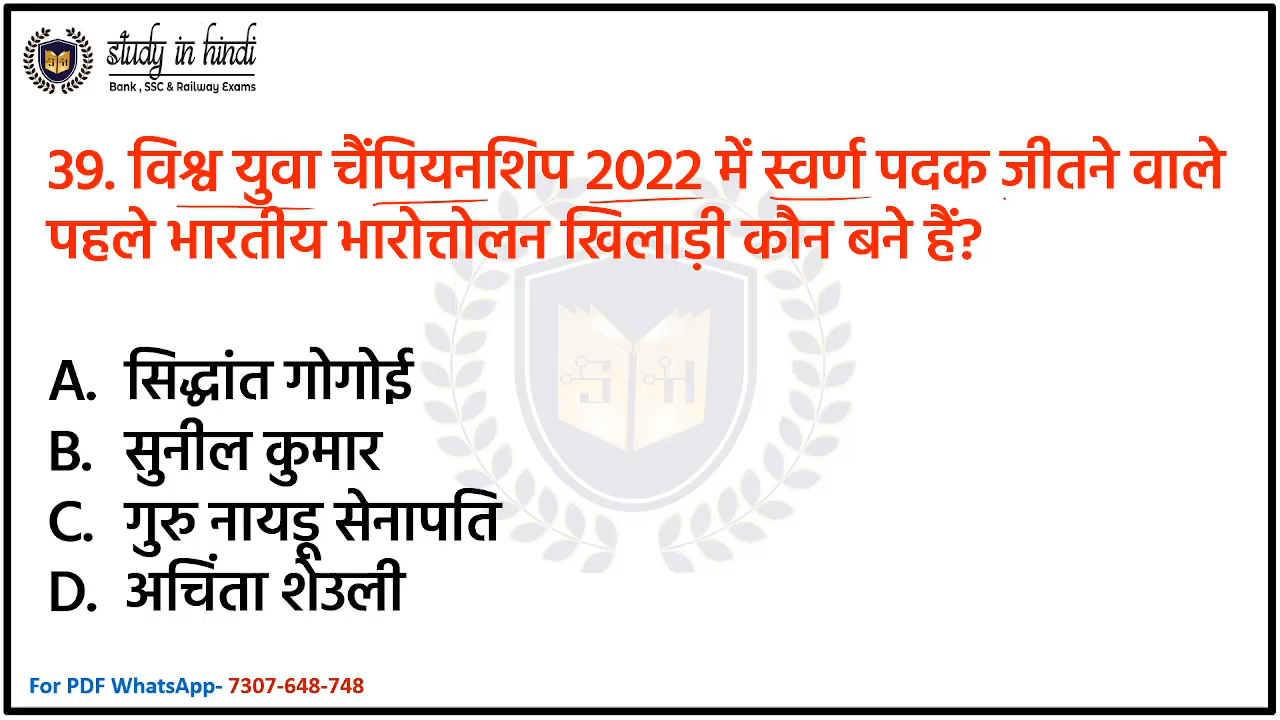 study in hindi
Bank , SSC & Railway Exams
39. विश्व युवा चैंपियनशिप 2022 में स्वर्ण पदक जीतने वाले
पहले भारतीय भारोत्तोलन खिलाड़ी कौन बने हैं?
A. सिद्धांत गोगोई
B. सुनील कुमार
C. गुरु नायडू सेनापति
D. अचिंता शेउली
For PDF WhatsApp- 7307-648-748